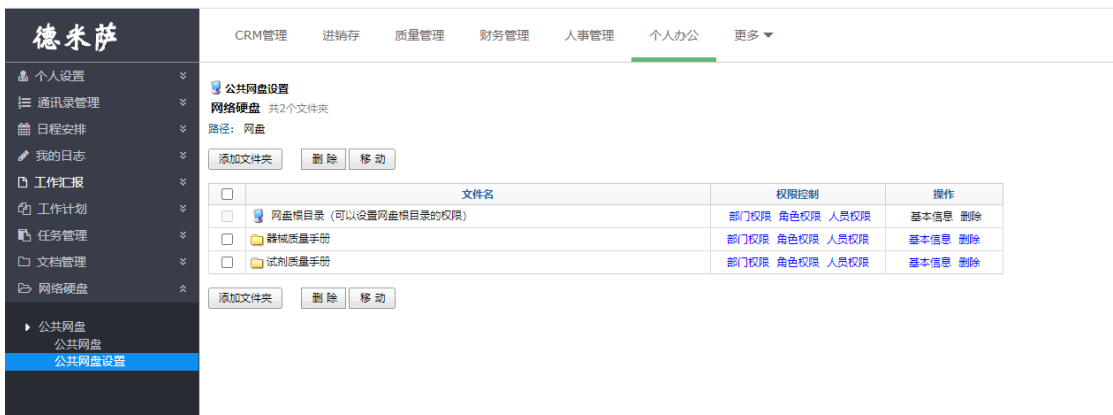 德米萨
CRM管理 进销存 质量管理 财务管理 人事管理 个人办公 更多
个人设置
通讯录管理
日程安排
我的日志
工作汇报
工作计划
任务管理
文档管理
网络硬盘
公共网盘
公共网盘
公共网盘设置
公共网盘设置
网络硬盘 共2个文件夹
路径： 网盘
添加文件夹 删 除 移 动
文件名 权限控制 操作
网盘根目录（可以设置网盘根目录的权限） 部门权限 角色权限 人员权限 基本信息 删除
器械质量手册 部门权限 角色权限 人员权限 基本信息 删除
试剂质量手册 部门权限 角色权限 人员权限 基本信息 删除
添加文件夹 删 除 移 动